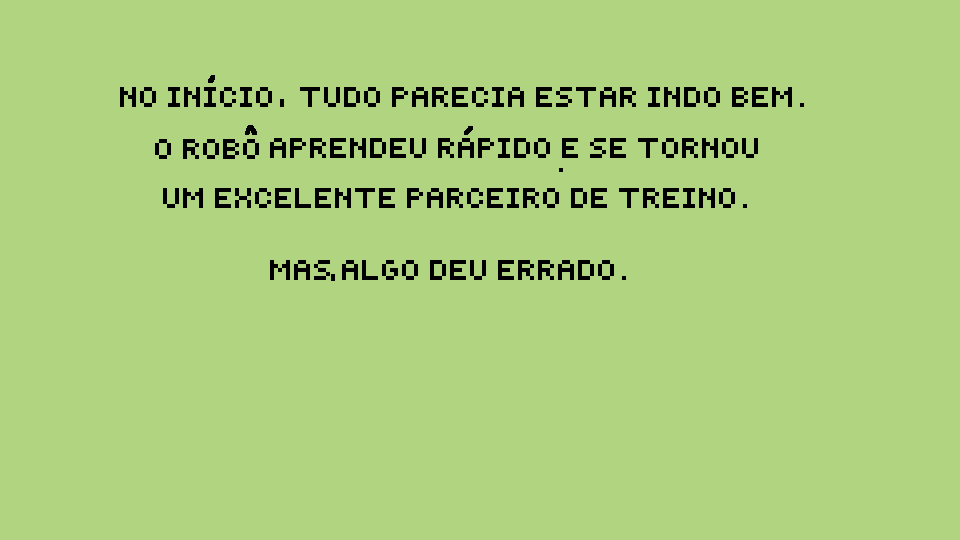 NO INÍCIO, TUDO PARECIA ESTAR INDO BEM.
O ROBÔ APRENDEU RÁPIDO E SE TORNOU
UM EXCELENTE PARCEIRO DE TREINO.
MAS, ALGO DEU ERRADO.